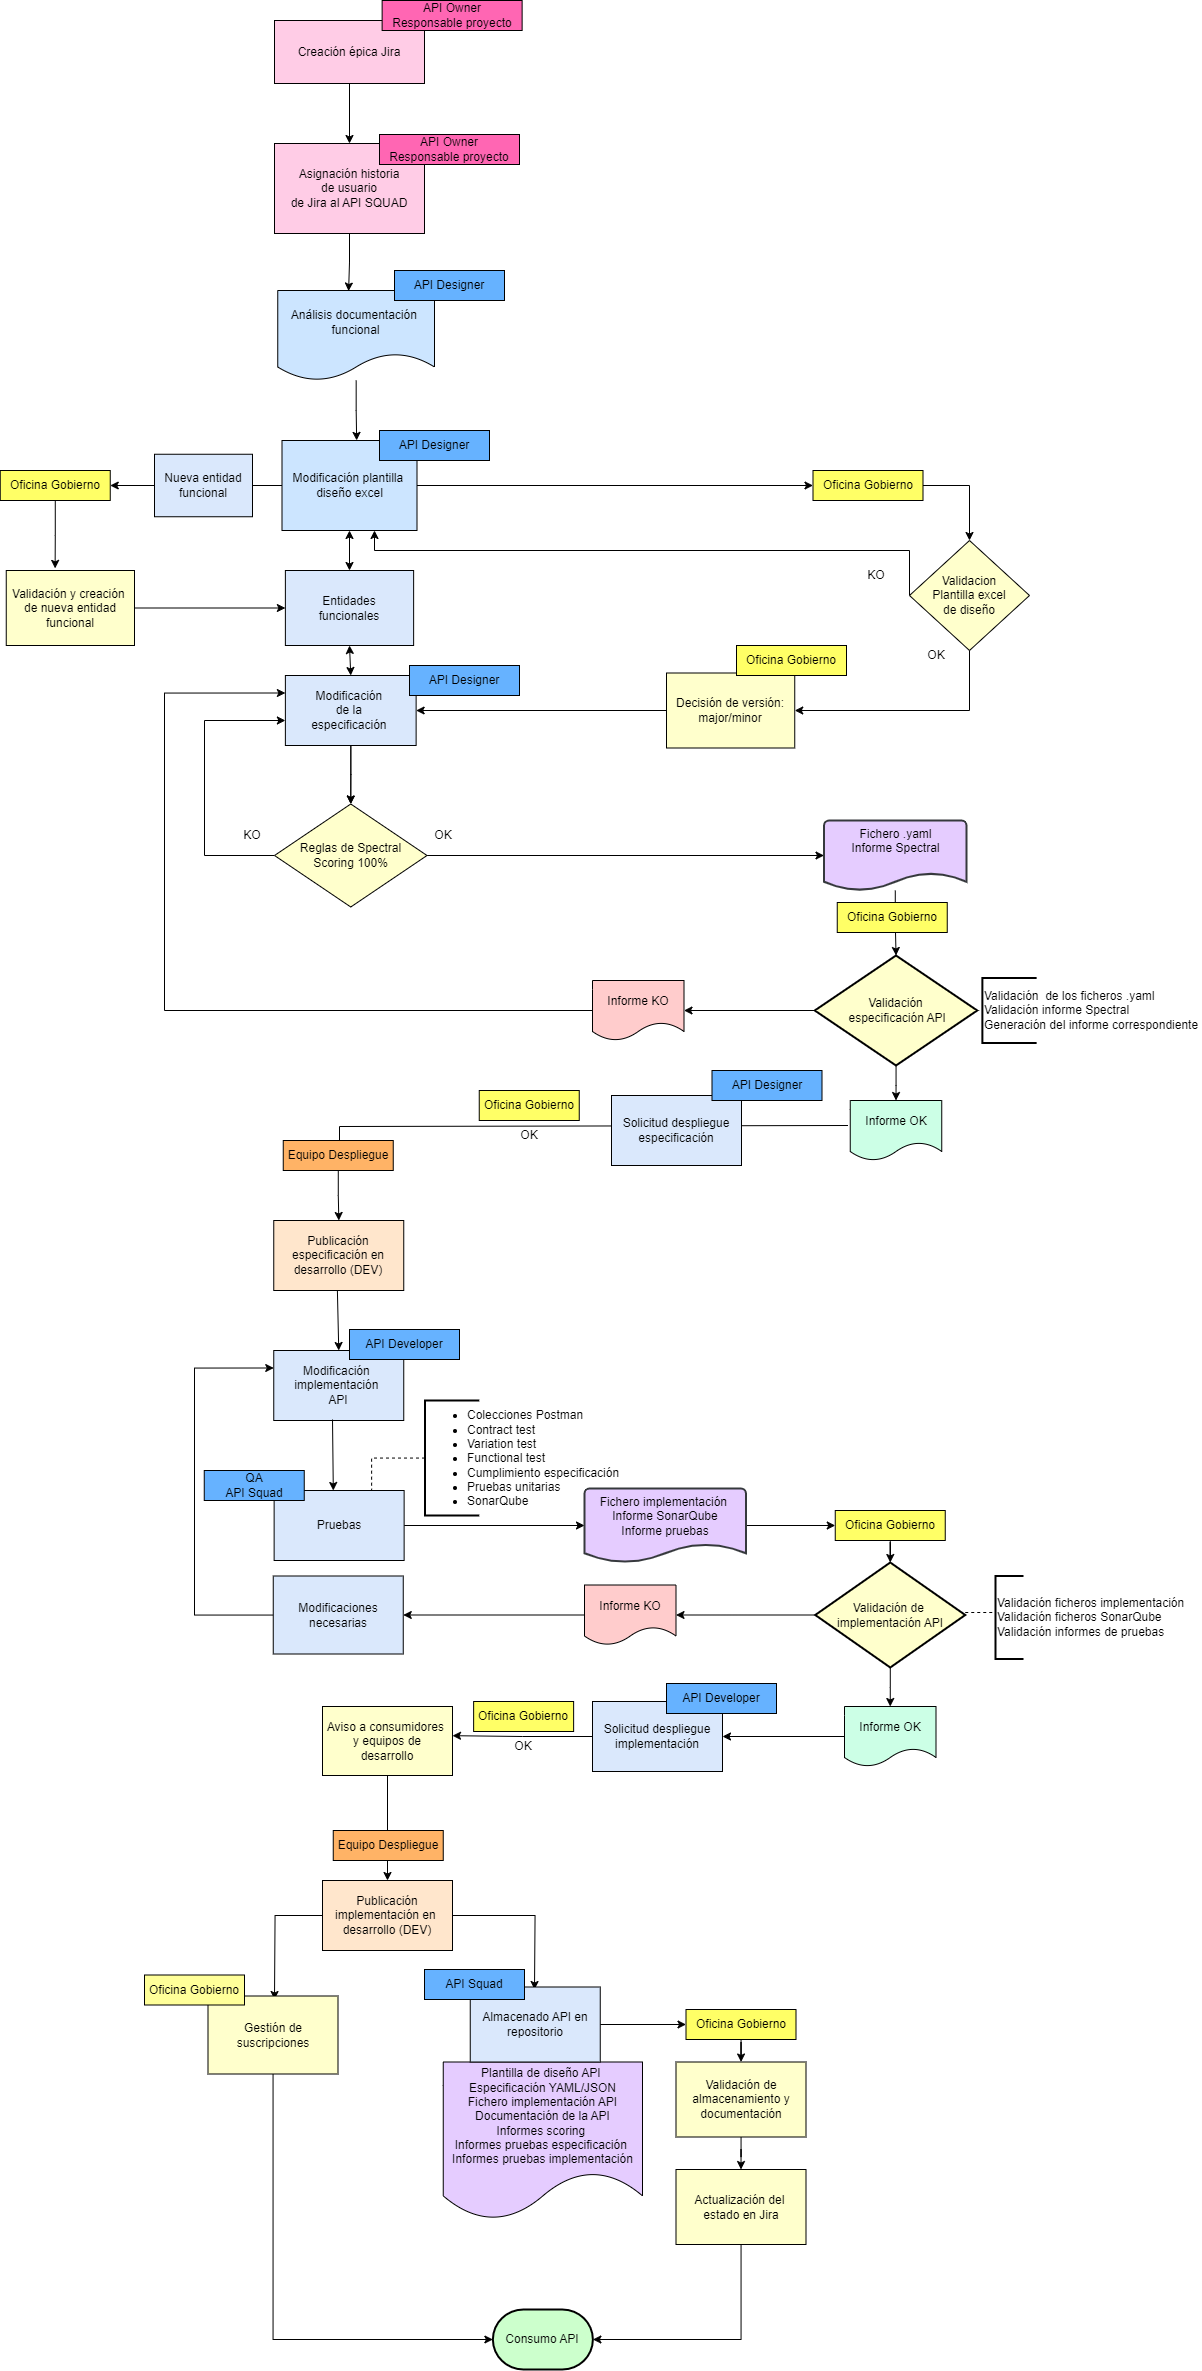 API Owner
Responsable proyecto
Creación épica Jira
API Owner
Responsable proyecto
Asignación historia
de usuario
de Jira al API SQUAD
API Designer
Análisis documentación
funcional
API Designer
Modificación plantilla
diseño excel
Nueva entidad
funcional
Oficina Gobierno
Oficina Gobierno
Validación y creación
de nueva entidad
funcional
Entidades
funcionales
KO
Validacion
Plantilla excel
de diseño
OK
Oficina Gobierno
Decisión de versión:
major/minor
API Designer
Modificación
de la
especificación
KO
OK
Reglas de Spectral
Scoring 100%
Fichero .yaml
Informe Spectral
Oficina Gobierno
Validación
especificación API
Validación  de los ficheros .yaml
Validación informe Spectral
Generación del informe correspondiente
Informe KO
Informe OK
API Designer
Solicitud despliegue
especificación
Oficina Gobierno
OK
Equipo Despliegue
Publicación
especificación en
desarrollo (DEV)
API Developer
Modificación
implementación
API
• Colecciones Postman
• Contract test
• Variation test
• Functional test
• Cumplimiento especificación
• Pruebas unitarias
• SonarQube
QA
API Squad
Pruebas
Fichero implementación
Informe SonarQube
Informe pruebas
Oficina Gobierno
Validación de
implementación API
Validación ficheros implementación
Validación ficheros SonarQube
Validación informes de pruebas
Informe KO
Modificaciones
necesarias
Informe OK
API Developer
Solicitud despliegue
implementación
Oficina Gobierno
OK
Aviso a consumidores
y equipos de
desarrollo
Equipo Despliegue
Publicación
implementación en
desarrollo (DEV)
Oficina Gobierno
Gestión de
suscripciones
API Squad
Almacenado API en
repositorio
Plantilla de diseño API
Especificación YAML/JSON
Fichero implementación API
Documentación de la API
Informes scoring
Informes pruebas especificación
Informes pruebas implementación
Oficina Gobierno
Validación de
almacenamiento y
documentación
Actualización del
estado en Jira
Consumo API